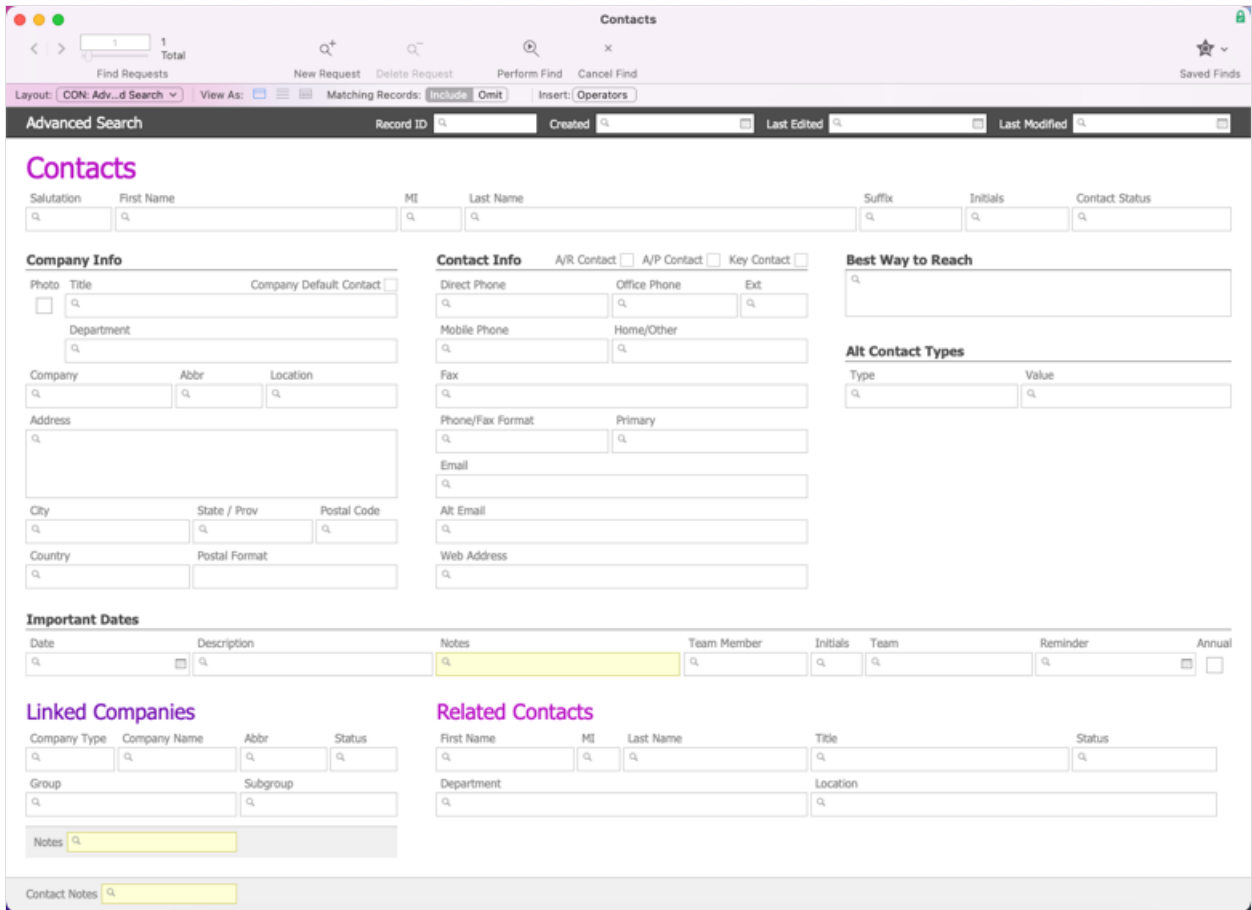 Contacts
1
1
Total
Find Requests
New Request
Delete Request
Perform Find
Cancel Find
Saved Finds
Layout: CON: Adv...d Search View As: Matching Records: Include Omit Insert: Operators
Advanced Search Record ID Created Last Edited Last Modified
Contacts
Salutation First Name MI Last Name Suffix Initials Contact Status
Company Info
Photo Title Company Default Contact
Department
Company Abbr Location
Address
City State / Prov Postal Code
Country Postal Format
Contact Info A/R Contact A/P Contact Key Contact
Direct Phone Office Phone Ext
Mobile Phone Home/Other
Fax
Phone/Fax Format Primary
Email
Alt Email
Web Address
Best Way to Reach
Alt Contact Types
Type Value
Important Dates
Date Description Notes Team Member Initials Team Reminder Annual
Linked Companies
Company Type Company Name Abbr Status
Group Subgroup
Notes
Related Contacts
First Name MI Last Name Title Status
Department Location
Contact Notes